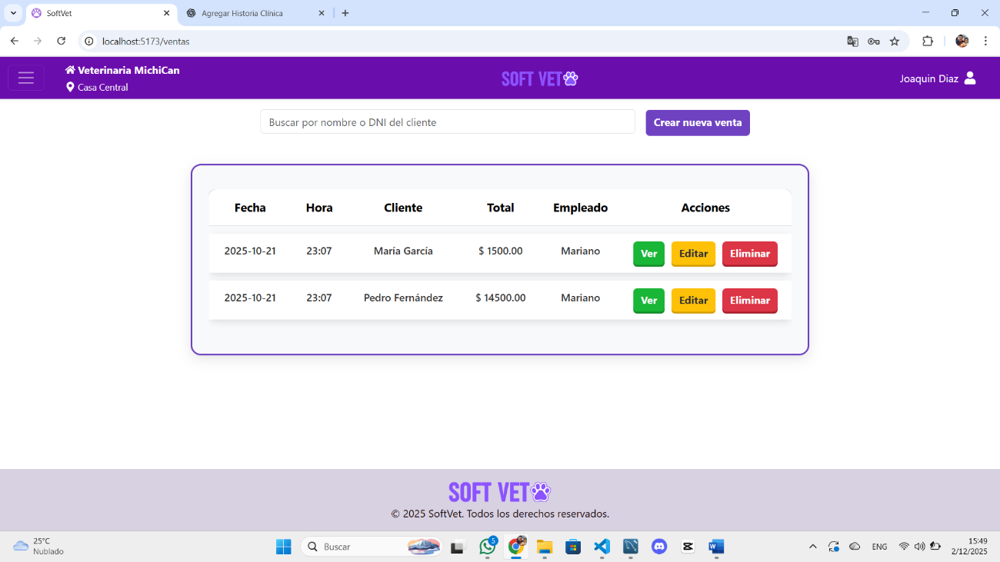 SoftVet
Agregar Historia Clínica
localhost:5173/ventas
Veterinaria MichiCan
Casa Central
SOFT VET
Joaquin Diaz
Buscar por nombre o DNI del cliente
Crear nueva venta
Fecha Hora Cliente Total Empleado Acciones
2025-10-21 23:07 María García $ 1500.00 Mariano Ver Editar Eliminar
2025-10-21 23:07 Pedro Fernández $ 14500.00 Mariano Ver Editar Eliminar
SOFT VET
© 2025 SoftVet. Todos los derechos reservados.
25°C
Nublado
Buscar
5
ENG
15:49
2/12/2025